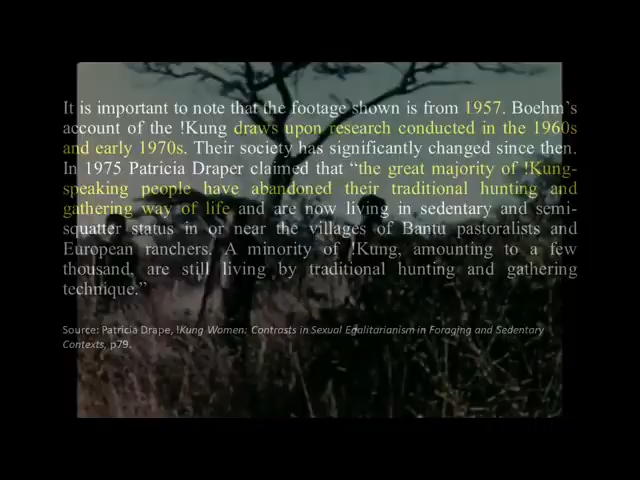 It is important to note that the footage shown is from 1957. Boehm's
account of the !Kung draws upon research conducted in the 1960s
and early 1970s. Their society has significantly changed since then.
In 1975 Patricia Draper claimed that “the great majority of !Kung-
speaking people have abandoned their traditional hunting and
gathering way of life and are now living in sedentary and semi-
squatter status in or near the villages of Bantu pastoralists and
European ranchers. A minority of !Kung, amounting to a few
thousand, are still living by traditional hunting and gathering
technique.”
Source: Patricia Drape, !Kung Women: Contrasts in Sexual Egalitarianism in Foraging and Sedentary
Contexts, p79.